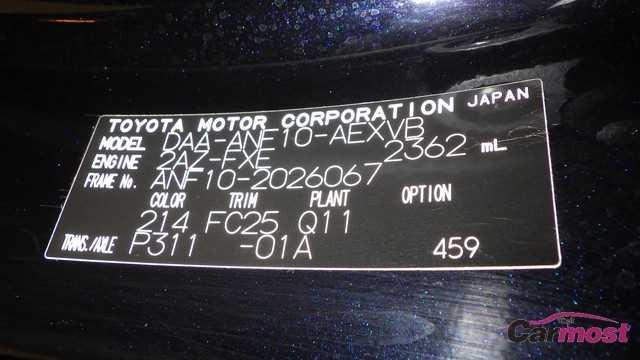 TOYOTA MOTOR CORPORATION JAPAN
MODEL DAA-ANF10-AEXVB
ENGINE 2AZ-FXE 2362 mL
FRAME No. ANF10-2026067
COLOR TRIM PLANT OPTION
214 FC25 Q11
TRANS./AXLE P311 -01A 459
Carmost